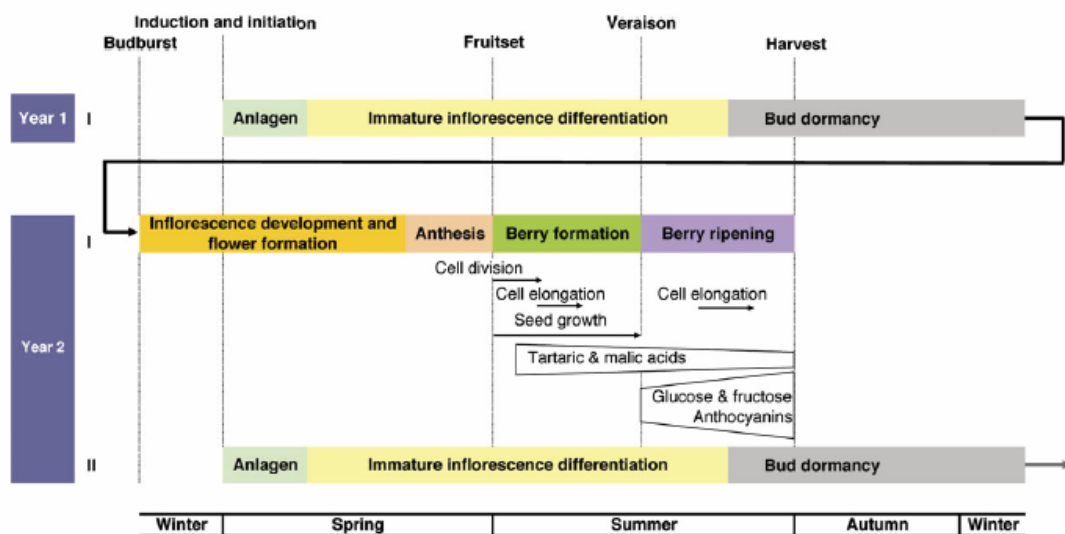 Induction and initiation
Veraison
Budburst
Fruitset
Harvest
Year 1
I
Anlagen
Immature inflorescence differentiation
Bud dormancy
Inflorescence development and
flower formation
I
Anthesis
Berry formation
Berry ripening
Cell division
Cell elongation
Cell elongation
Seed growth
Year 2
Tartaric & malic acids
Glucose & fructose
Anthocyanins
II
Anlagen
Immature inflorescence differentiation
Bud dormancy
Winter
Spring
Summer
Autumn
Winter